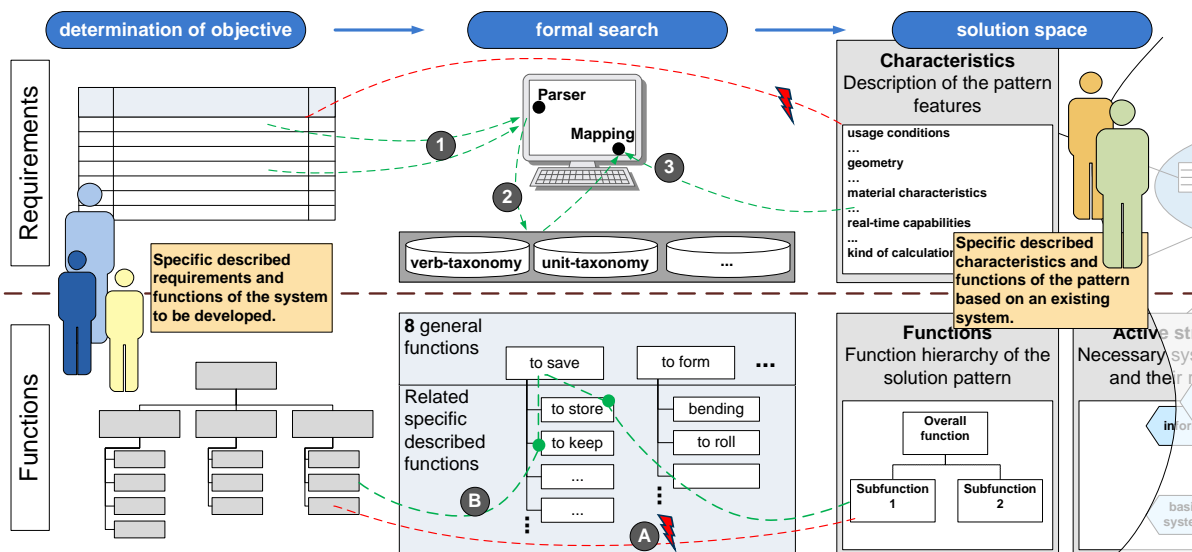 determination of objective
formal search
solution space
Requirements
Parser
Mapping
1
2
3
verb-taxonomy
unit-taxonomy
...
Characteristics
Description of the pattern
features
usage conditions
...
geometry
...
material characteristics
...
real-time capabilities
...
kind of calculation
Specific described
requirements and
functions of the system
to be developed.
Specific described
characteristics and
functions of the pattern
based on an existing
system.
Functions
8 general
functions
to save
to form
...
Related
specific
described
functions
to store
to keep
...
...
bending
to roll
B
A
Functions
Function hierarchy of the
solution pattern
Overall
function
Subfunction
1
Subfunction
2
Active
Necessary
and their